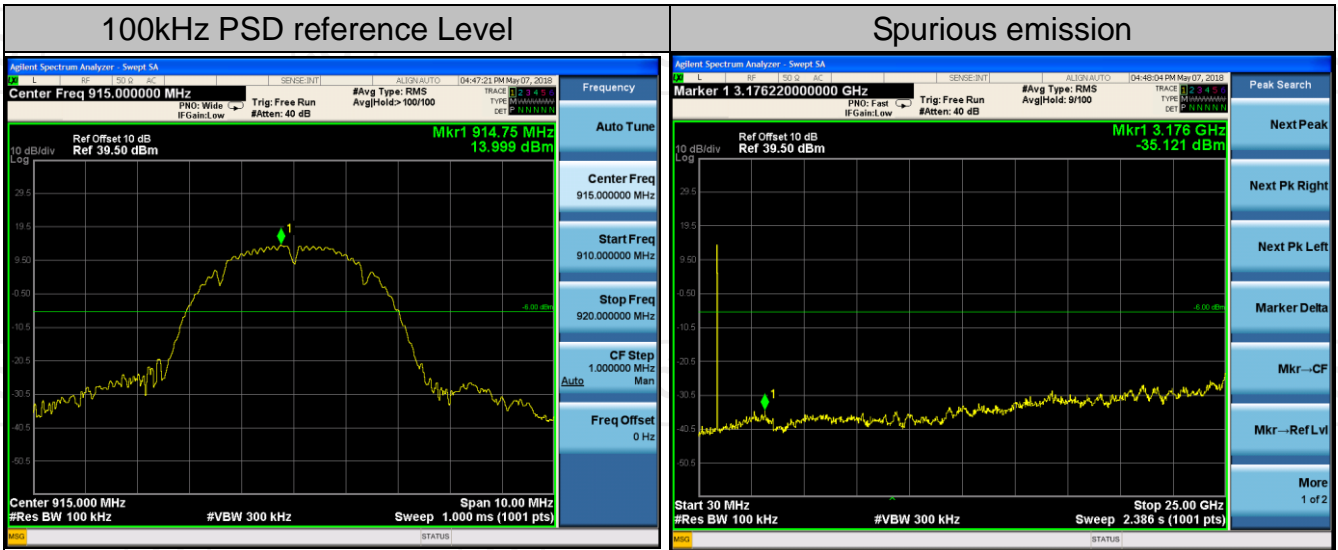 100kHz PSD reference Level
Spurious emission
Agilent Spectrum Analyzer - Swept SA
L RF 50 Ω AC SENSE:INT ALIGN AUTO 04:47:21 PM May 07, 2018
Center Freq 915.000000 MHz
#Avg Type: RMS
TRACE 1 2 3 4 5 6
PNO: Wide
Trig: Free Run
Avg|Hold:> 100/100
TYPE M
IFGain:Low
#Atten: 40 dB
DET P N N N N N
Mkr1 914.75 MHz
Ref Offset 10 dB
10 dB/div Ref 39.50 dBm
13.999 dBm
Log
29.5
19.5
1
9.50
-0.50
-6.00 dBm
-10.5
-20.5
-30.5
-40.5
-50.5
Center 915.000 MHz
Span 10.00 MHz
#Res BW 100 kHz
#VBW 300 kHz
Sweep 1.000 ms (1001 pts)
MSG
STATUS
Frequency
Auto Tune
Center Freq
915.000000 MHz
Start Freq
910.000000 MHz
Stop Freq
920.000000 MHz
CF Step
1.000000 MHz
Auto Man
Freq Offset
0 Hz
Agilent Spectrum Analyzer - Swept SA
L RF 50 Ω AC SENSE:INT ALIGN AUTO 04:48:04 PM May 07, 2018
Marker 1 3.176220000000 GHz
#Avg Type: RMS
TRACE 1 2 3 4 5 6
PNO: Fast
Trig: Free Run
Avg|Hold: 9/100
TYPE M
IFGain:Low
#Atten: 40 dB
DET P N N N N N
Mkr1 3.176 GHz
Ref Offset 10 dB
10 dB/div Ref 39.50 dBm
-35.121 dBm
Log
29.5
19.5
9.50
-0.50
-6.00 dBm
-10.5
-20.5
-30.5
1
-40.5
-50.5
Start 30 MHz
Stop 25.00 GHz
#Res BW 100 kHz
#VBW 300 kHz
Sweep 2.386 s (1001 pts)
MSG
STATUS
Peak Search
Next Peak
Next Pk Right
Next Pk Left
Marker Delta
Mkr→CF
Mkr→Ref Lvl
More
1 of 2